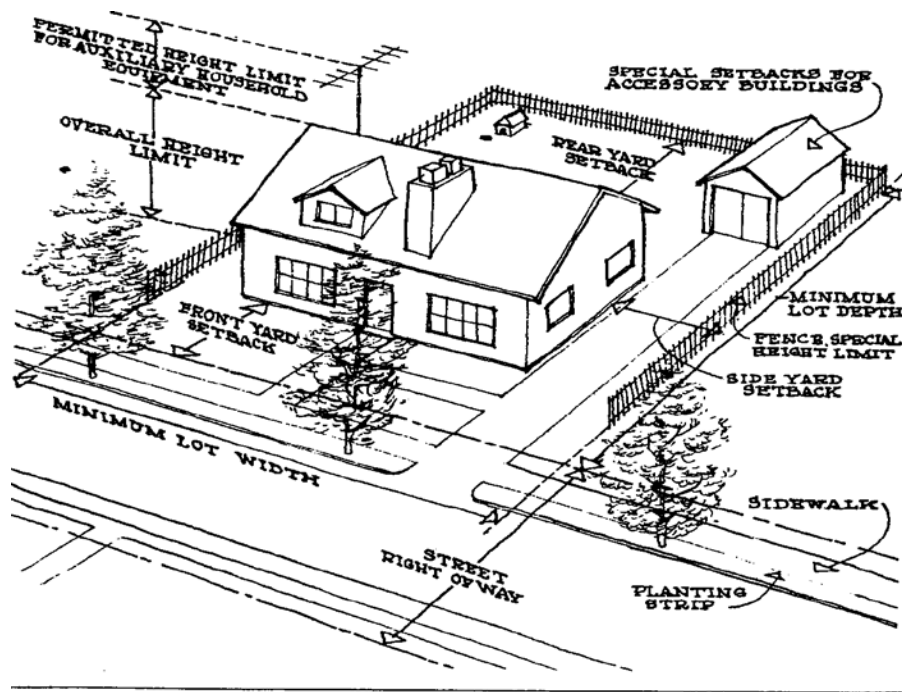 PERMITTED HEIGHT LIMIT
FOR AUXILIARY HOUSEHOLD
EQUIPMENT
OVERALL HEIGHT
LIMIT
SPECIAL SETBACKS FOR
ACCESSORY BUILDINGS
REAR YARD
SETBACK
FRONT YARD
SETBACK
MINIMUM
LOT DEPTH
FENCE, SPECIAL
HEIGHT LIMIT
SIDE YARD
SETBACK
MINIMUM LOT WIDTH
STREET
RIGHT OF WAY
SIDEWALK
PLANTING
STRIP